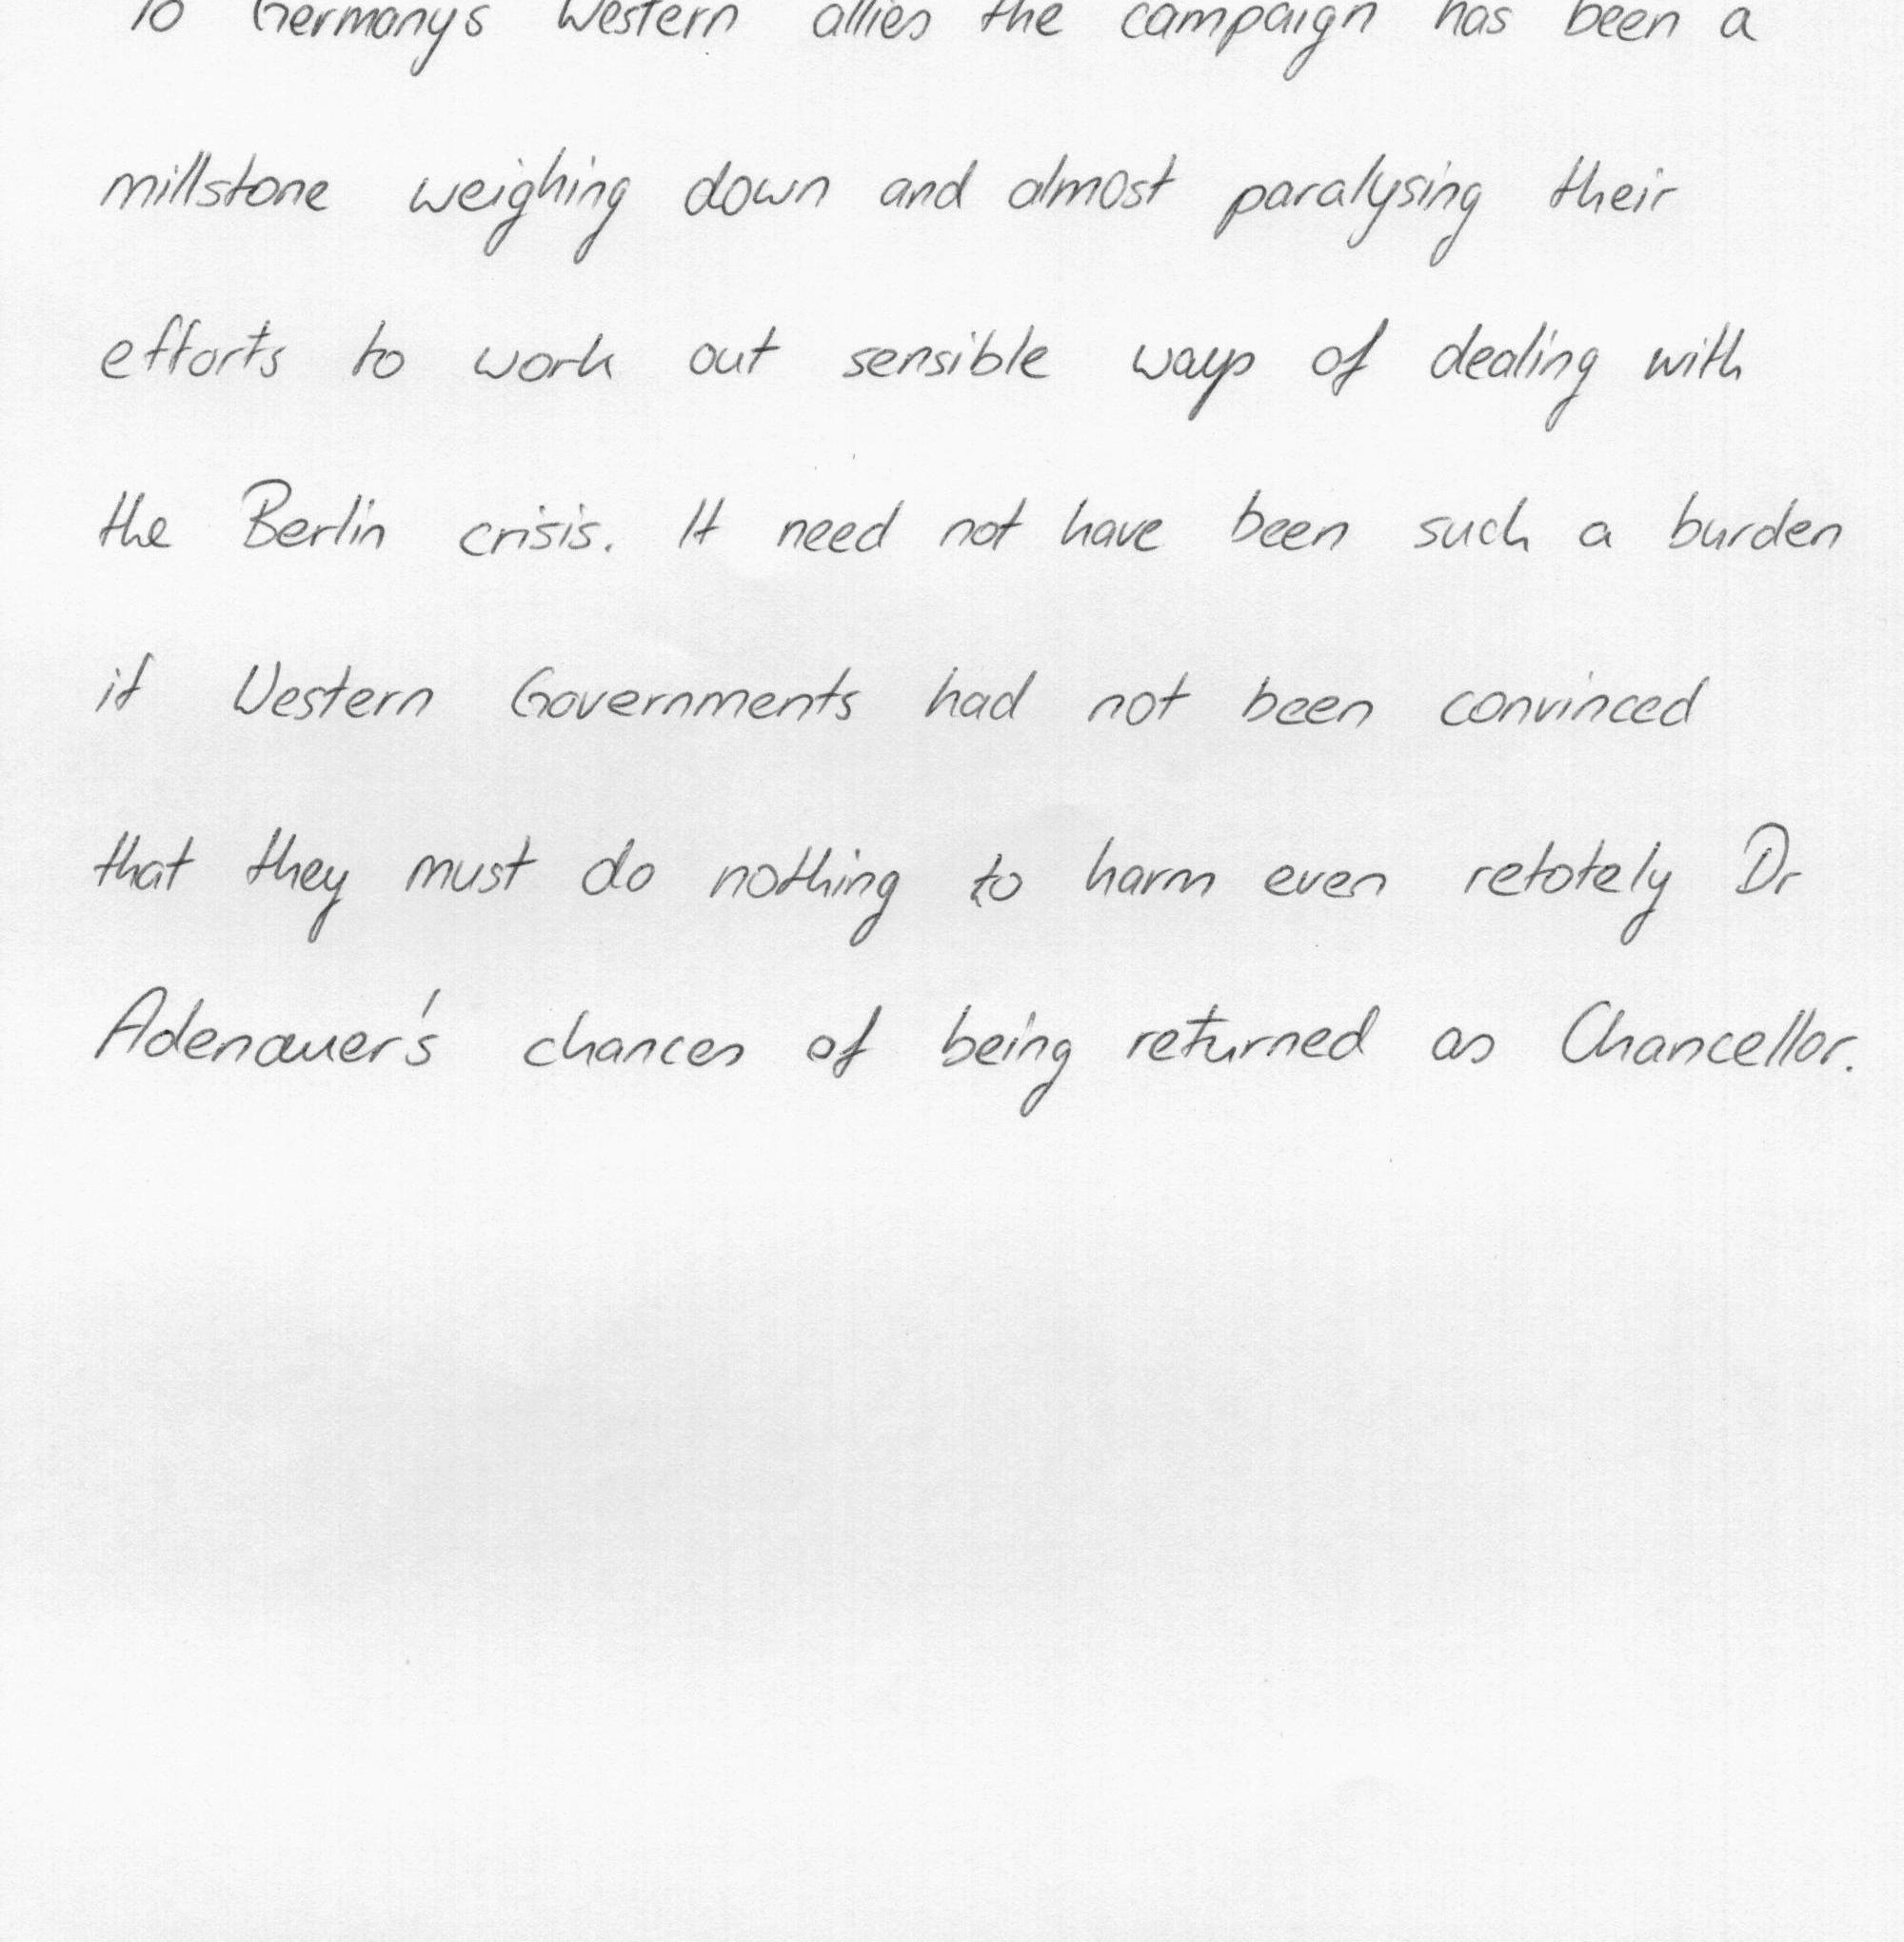 To Germany's Western allies the campaign has been a
millstone weighing down and almost paralysing their
efforts to work out sensible ways of dealing with
the Berlin crisis. It need not have been such a burden
if Western Governments had not been convinced
that they must do nothing to harm even retotely Dr
Adenauer's chances of being returned as Chancellor.